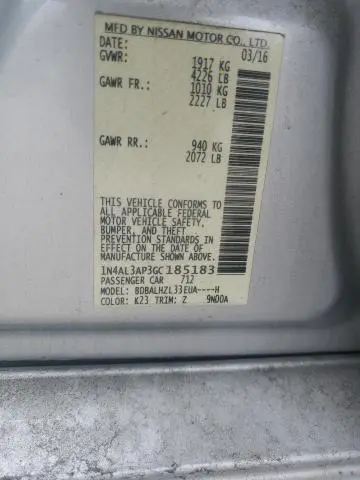 MFD BY NISSAN MOTOR CO., LTD.
DATE: 03/16
GVWR: 1917 KG
4226 LB
GAWR FR.: 1010 KG
2227 LB
GAWR RR.: 940 KG
2072 LB
THIS VEHICLE CONFORMS TO ALL
APPLICABLE FEDERAL
MOTOR VEHICLE SAFETY,
BUMPER, AND THEFT
PREVENTION STANDARDS IN
EFFECT ON THE DATE OF
MANUFACTURE SHOWN ABOVE.
1N4AL3AP3GC185183
PASSENGER CAR 712
MODEL: BDBALHZL33EUA----H
COLOR: K23 TRIM: Z 9N00A